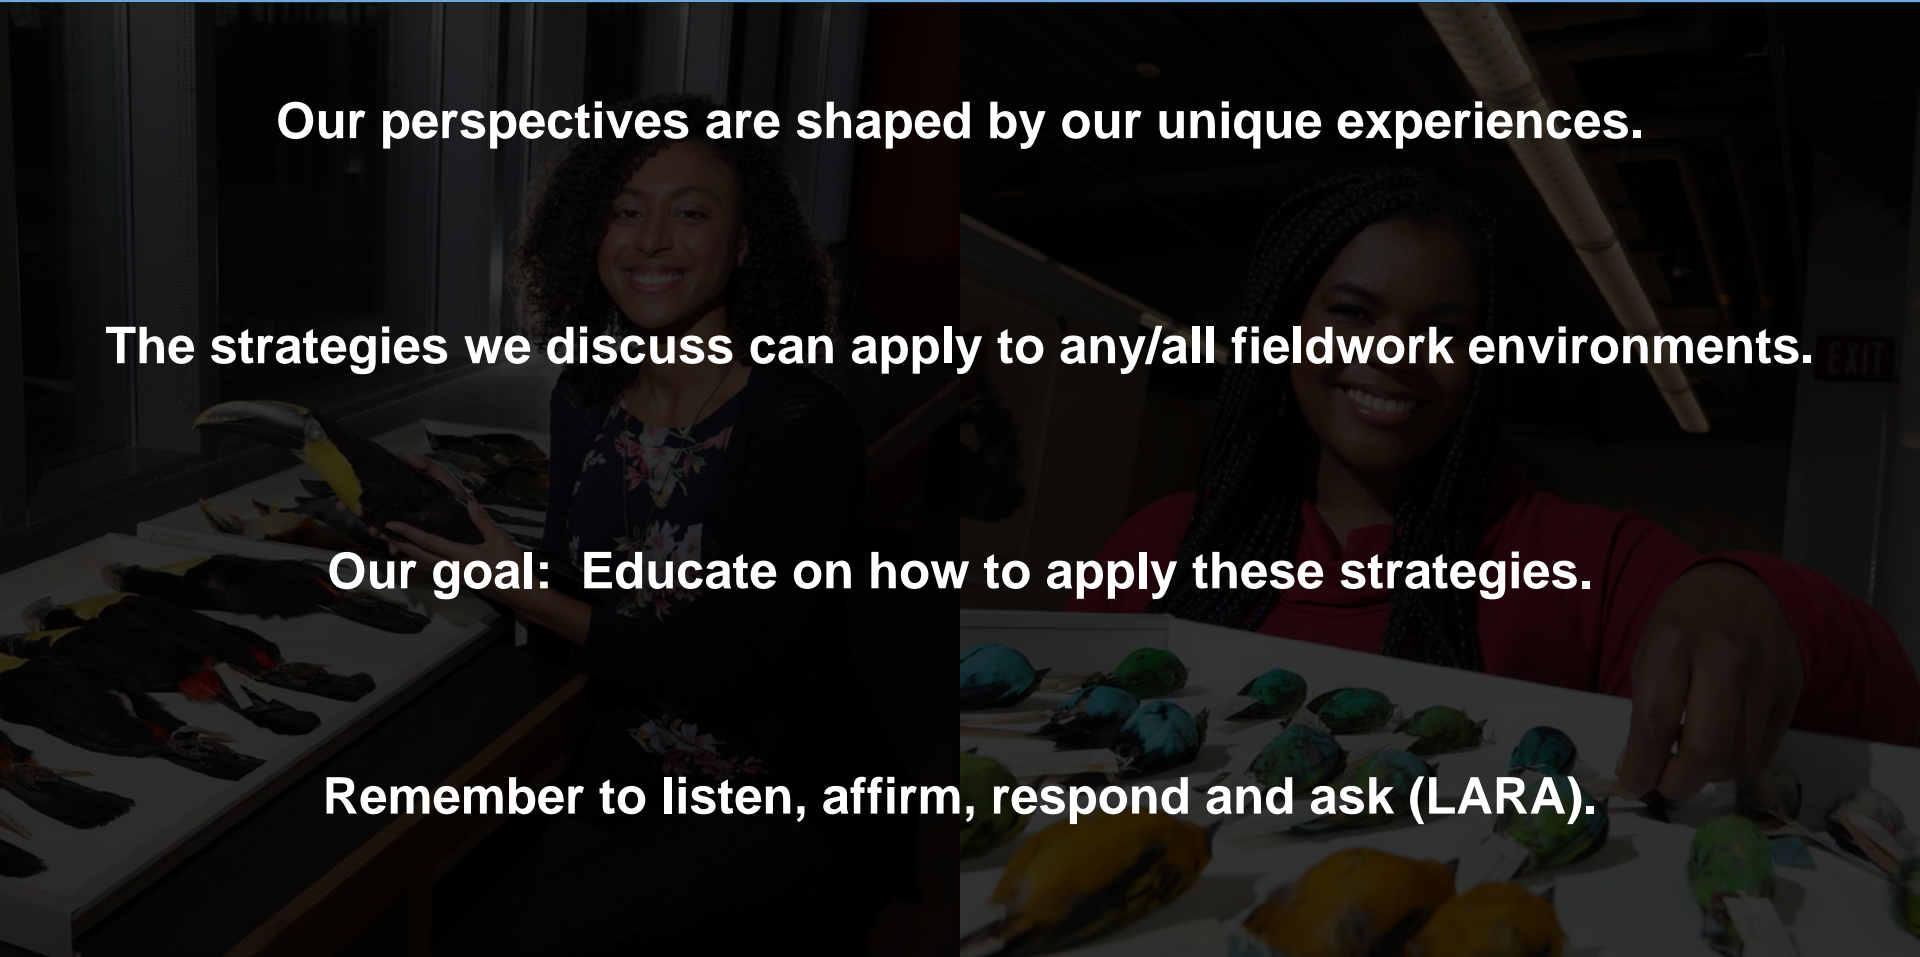 Our perspectives are shaped by our unique experiences.
The strategies we discuss can apply to any/all fieldwork environments.
EXIT
Our goal:  Educate on how to apply these strategies.
Remember to listen, affirm, respond and ask (LARA).